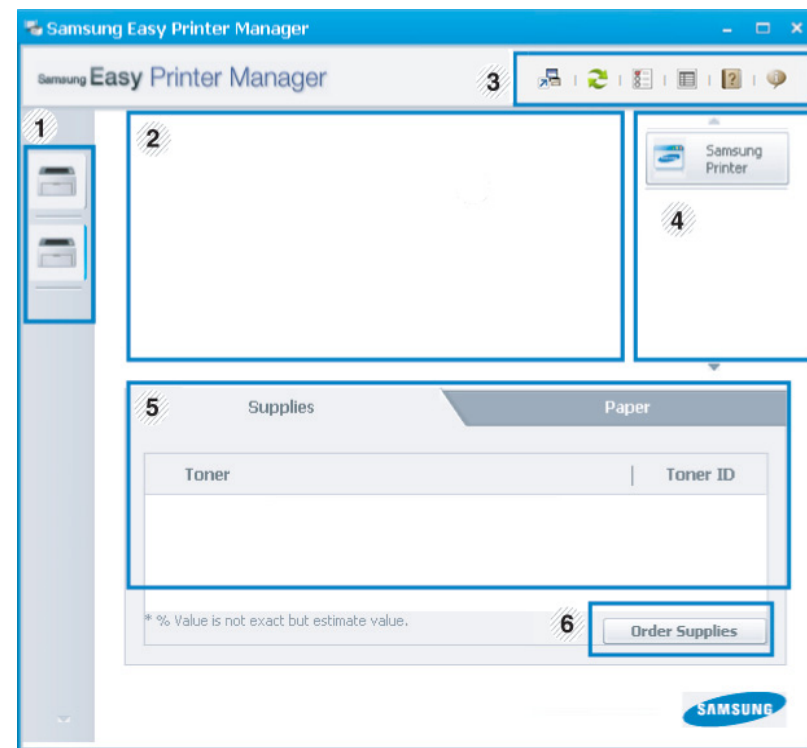 Samsung Easy Printer Manager
Samsung Easy Printer Manager
3
1
2
Samsung
Printer
4
5
Supplies
Paper
Toner
Toner ID
* % Value is not exact but estimate value.
6
Order Supplies
SAMSUNG